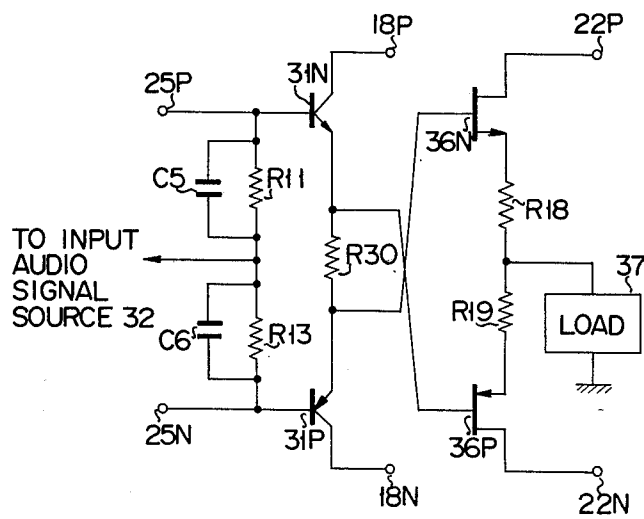 18P
22P
31N
25P
36N
C5
R11
R18
TO INPUT
AUDIO
SIGNAL
SOURCE 32
R30
37
R19
LOAD
C6
R13
25N
31P
36P
18N
22N